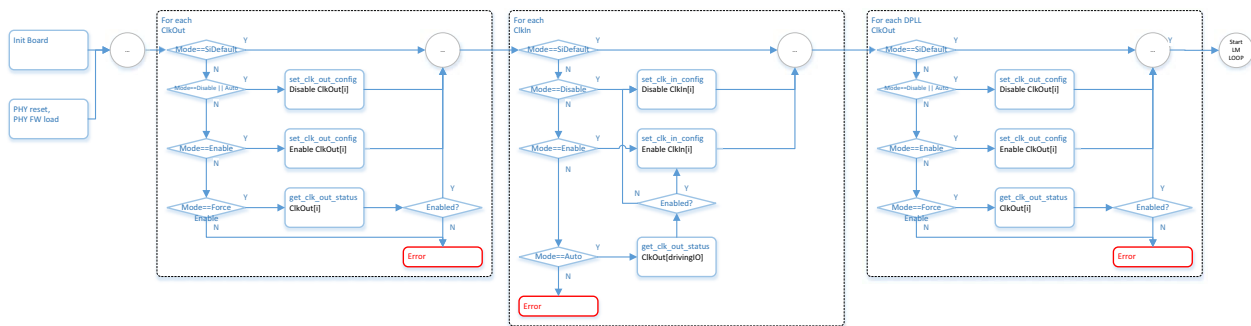 Init Board
PHY reset,
PHY FW load
...
For each
ClkOut
Mode==SiDefault
Y
N
Mode==Disable || Auto
Y
N
set_clk_out_config
Disable ClkOut[i]
Mode==Enable
Y
N
set_clk_out_config
Enable ClkOut[i]
Mode==Force
Enable
Y
N
get_clk_out_status
ClkOut[i]
Enabled?
Y
N
...
Error
For each
ClkIn
Mode==SiDefault
Y
N
Mode==Disable
Y
N
set_clk_in_config
Disable ClkIn[i]
Mode==Enable
Y
N
set_clk_in_config
Enable ClkIn[i]
N
Y
Enabled?
Mode==Auto
Y
N
get_clk_out_status
ClkOut[drivingIO]
...
Error
For each DPLL
ClkOut
Mode==SiDefault
Y
N
Mode==Disable || Auto
Y
N
set_clk_out_config
Disable ClkOut[i]
Mode==Enable
Y
N
set_clk_out_config
Enable ClkOut[i]
Mode==Force
Enable
Y
N
get_clk_out_status
ClkOut[i]
Enabled?
Y
N
...
Y
Error
Start
LM
LOOP